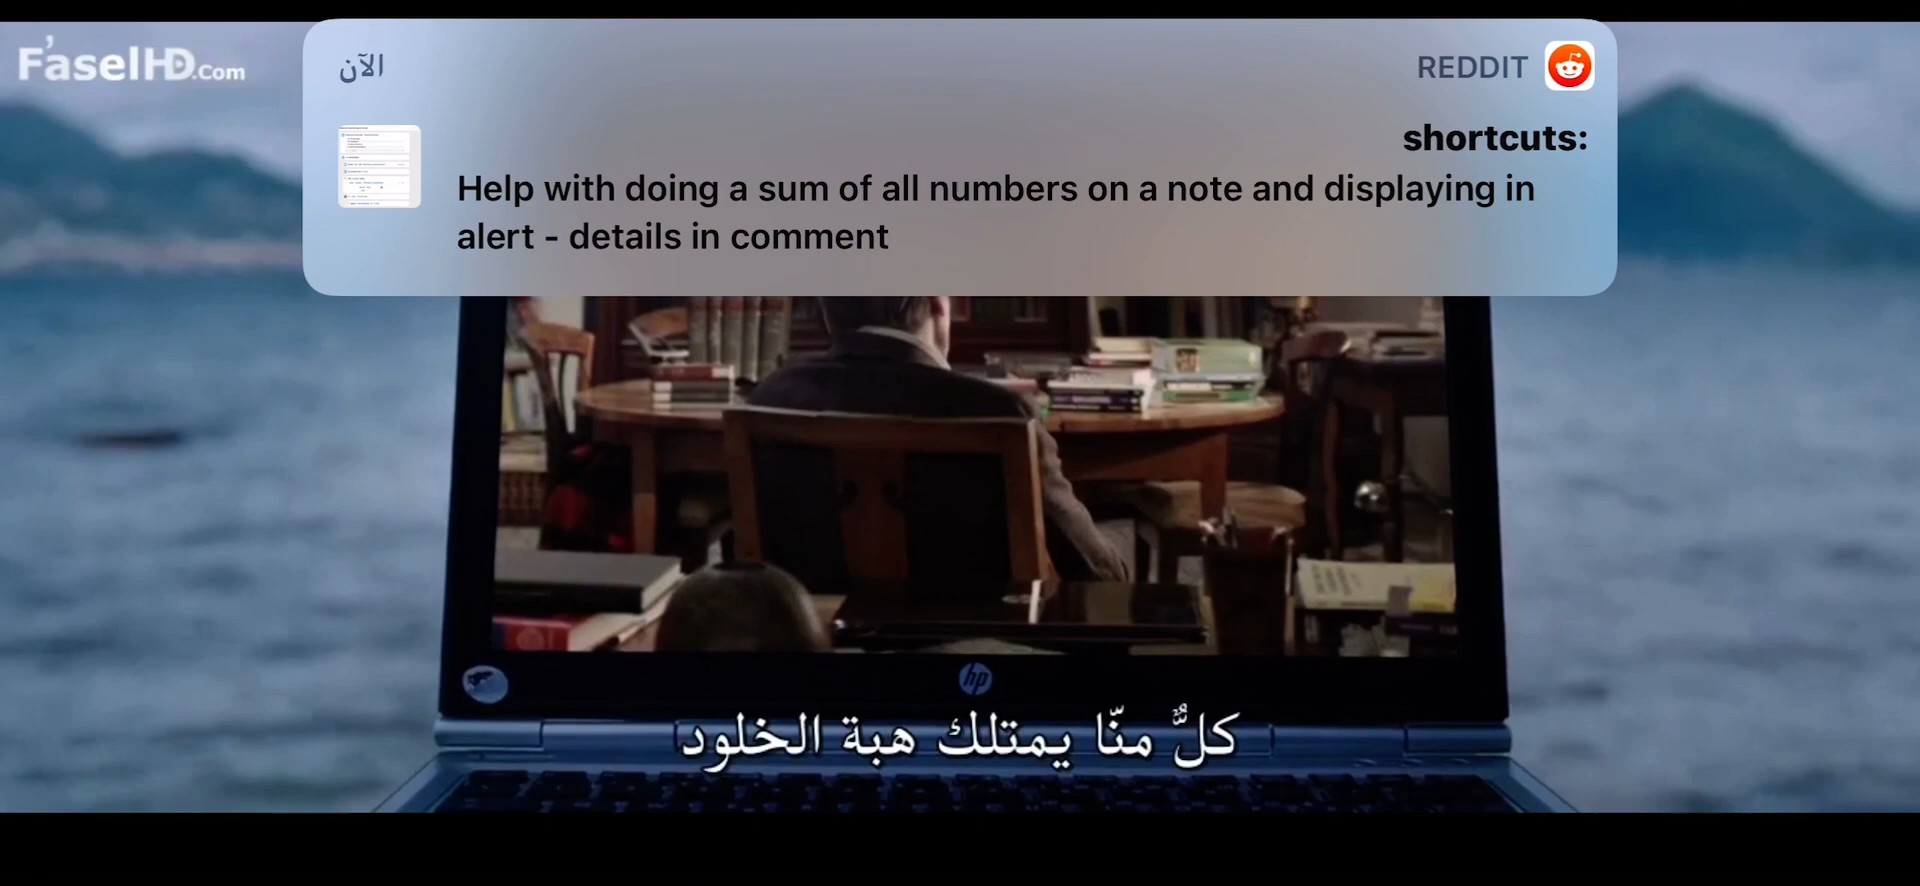 FaselHD.Com
الآن
REDDIT
shortcuts:
Help with doing a sum of all numbers on a note and displaying in
alert - details in comment
hp
كلٌّ منّا يمتلك هبة الخلود